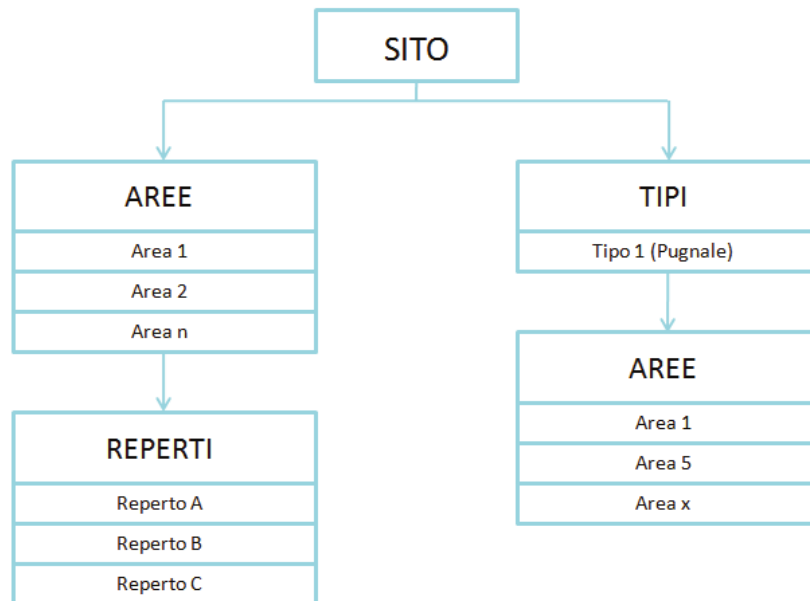 SITO
AREE
Area 1
Area 2
Area n
REPERTI
Reperto A
Reperto B
Reperto C
TIPI
Tipo 1 (Pugnale)
AREE
Area 1
Area 5
Area x